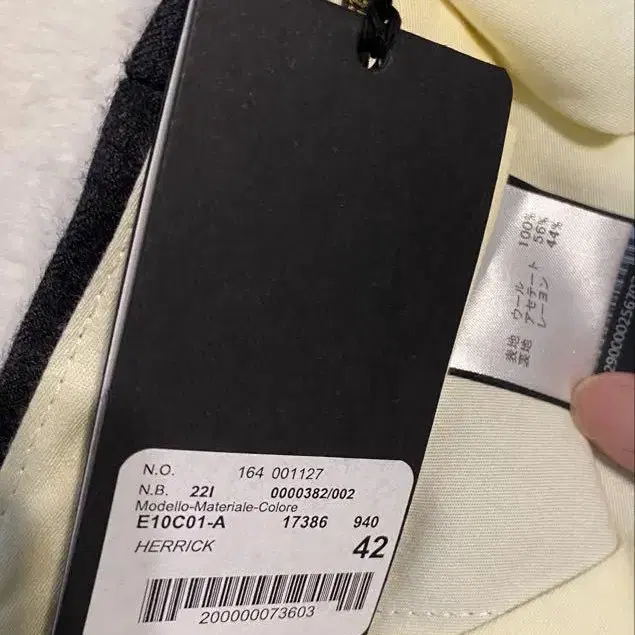 N.O. 164 001127
N.B. 22I 0000382/002
Modello-Materiale-Colore
E10C01-A 17386 940
HERRICK 42
200000073603
表地 ウール 100%
裏地 アセテート 56%
レーヨン 44%